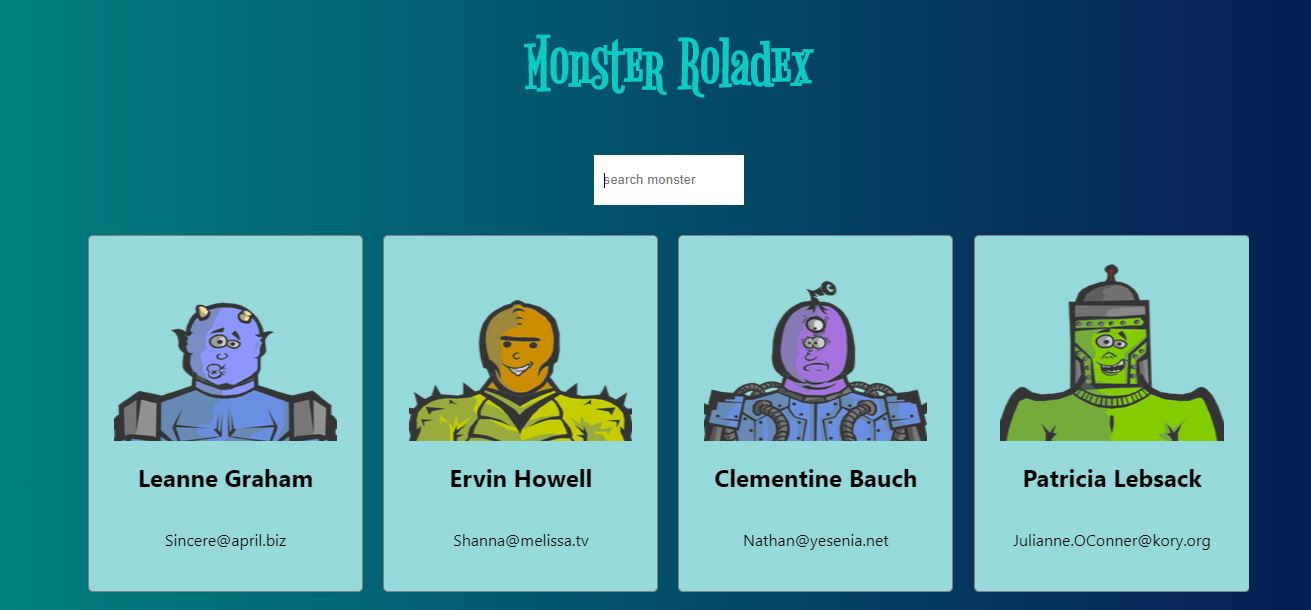 Monster Roladex
search monster
Leanne Graham
Sincere@april.biz
Ervin Howell
Shanna@melissa.tv
Clementine Bauch
Nathan@yesenia.net
Patricia Lebsack
Julianne.OConner@kory.org